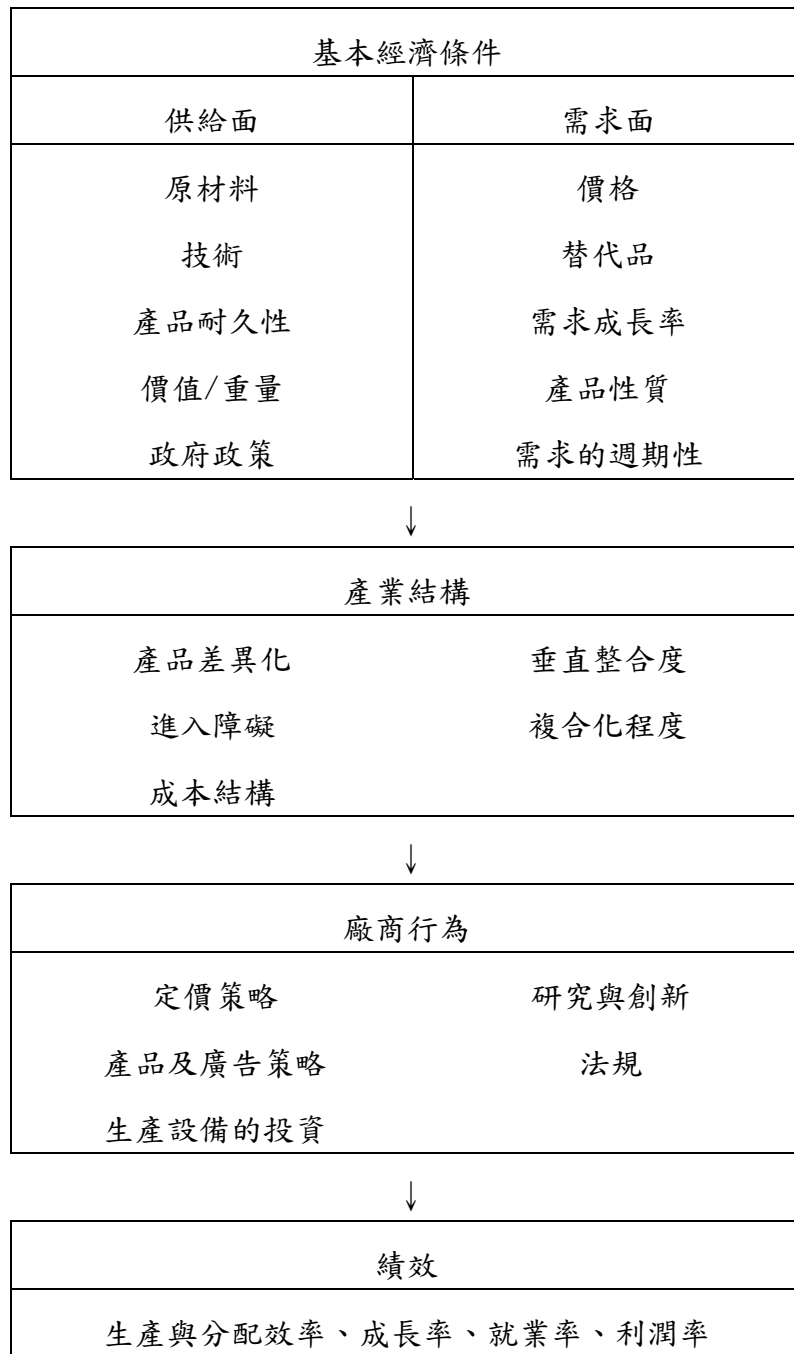 基本經濟條件
供給面 需求面
原材料 價格
技術 替代品
產品耐久性 需求成長率
價值/重量 產品性質
政府政策 需求的週期性
↓
產業結構
產品差異化 垂直整合度
進入障礙 複合化程度
成本結構
↓
廠商行為
定價策略 研究與創新
產品及廣告策略 法規
生產設備的投資
↓
績效
生產與分配效率、成長率、就業率、利潤率